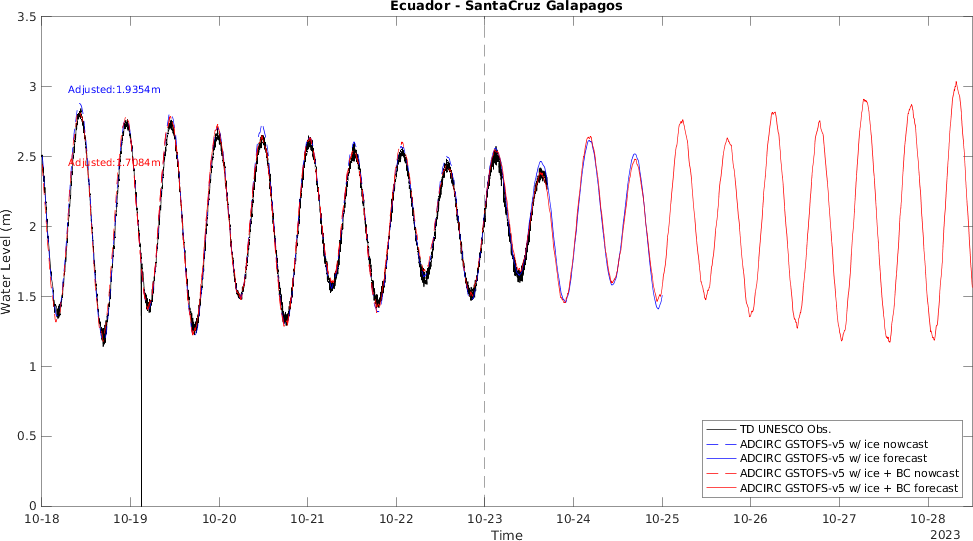 Ecuador - SantaCruz Galapagos
3.5
3
2.5
2
1.5
1
0.5
0
Water Level (m)
Adjusted:1.9354m
Adjusted:1.7084m
TD UNESCO Obs.
ADCIRC GSTOFS-v5 w/ ice nowcast
ADCIRC GSTOFS-v5 w/ ice forecast
ADCIRC GSTOFS-v5 w/ ice + BC nowcast
ADCIRC GSTOFS-v5 w/ ice + BC forecast
10-18 10-19 10-20 10-21 10-22 10-23 10-24 10-25 10-26 10-27 10-28
2023
Time